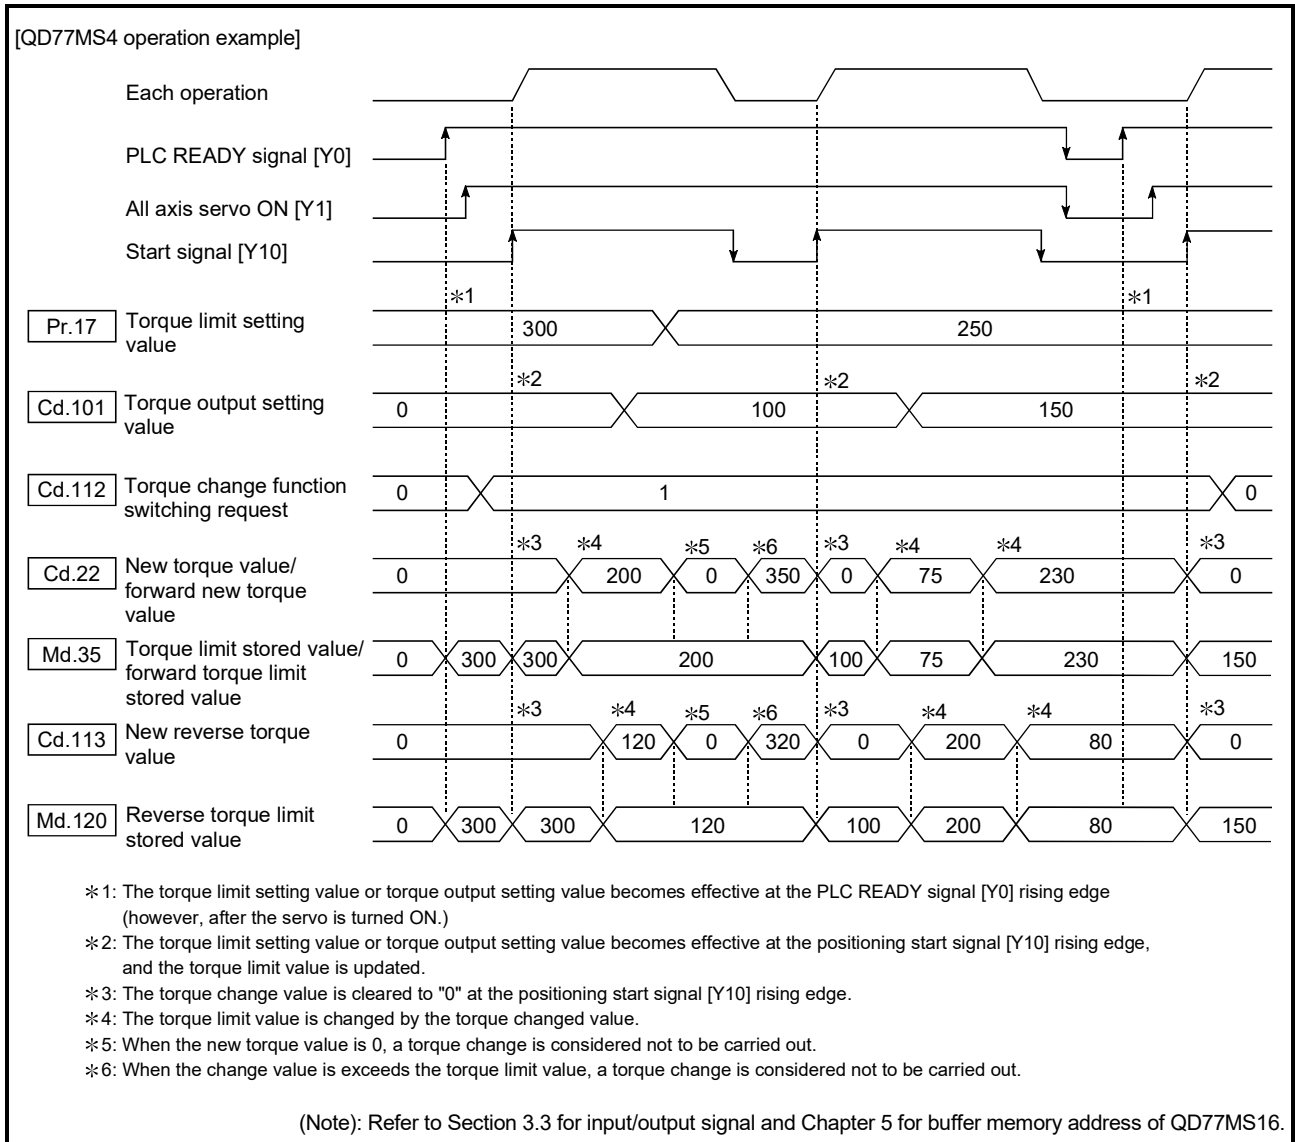 [QD77MS4 operation example]
Each operation
PLC READY signal [Y0]
All axis servo ON [Y1]
Start signal [Y10]
∗1 ∗1
Pr.17 Torque limit setting value 300 250
∗2 ∗2 ∗2
Cd.101 Torque output setting value 0 100 150
Cd.112 Torque change function switching request 0 1 0
∗3 ∗4 ∗5 ∗6 ∗3 ∗4 ∗4 ∗3
Cd.22 New torque value/ forward new torque value 0 200 0 350 0 75 230 0
Md.35 Torque limit stored value/ forward torque limit stored value 0 300 300 200 100 75 230 150
∗3 ∗4 ∗5 ∗6 ∗3 ∗4 ∗4 ∗3
Cd.113 New reverse torque value 0 120 0 320 0 200 80 0
Md.120 Reverse torque limit stored value 0 300 300 120 100 200 80 150
∗1: The torque limit setting value or torque output setting value becomes effective at the PLC READY signal [Y0] rising edge
(however, after the servo is turned ON.)
∗2: The torque limit setting value or torque output setting value becomes effective at the positioning start signal [Y10] rising edge,
and the torque limit value is updated.
∗3: The torque change value is cleared to "0" at the positioning start signal [Y10] rising edge.
∗4: The torque limit value is changed by the torque changed value.
∗5: When the new torque value is 0, a torque change is considered not to be carried out.
∗6: When the change value is exceeds the torque limit value, a torque change is considered not to be carried out.
(Note): Refer to Section 3.3 for input/output signal and Chapter 5 for buffer memory address of QD77MS16.